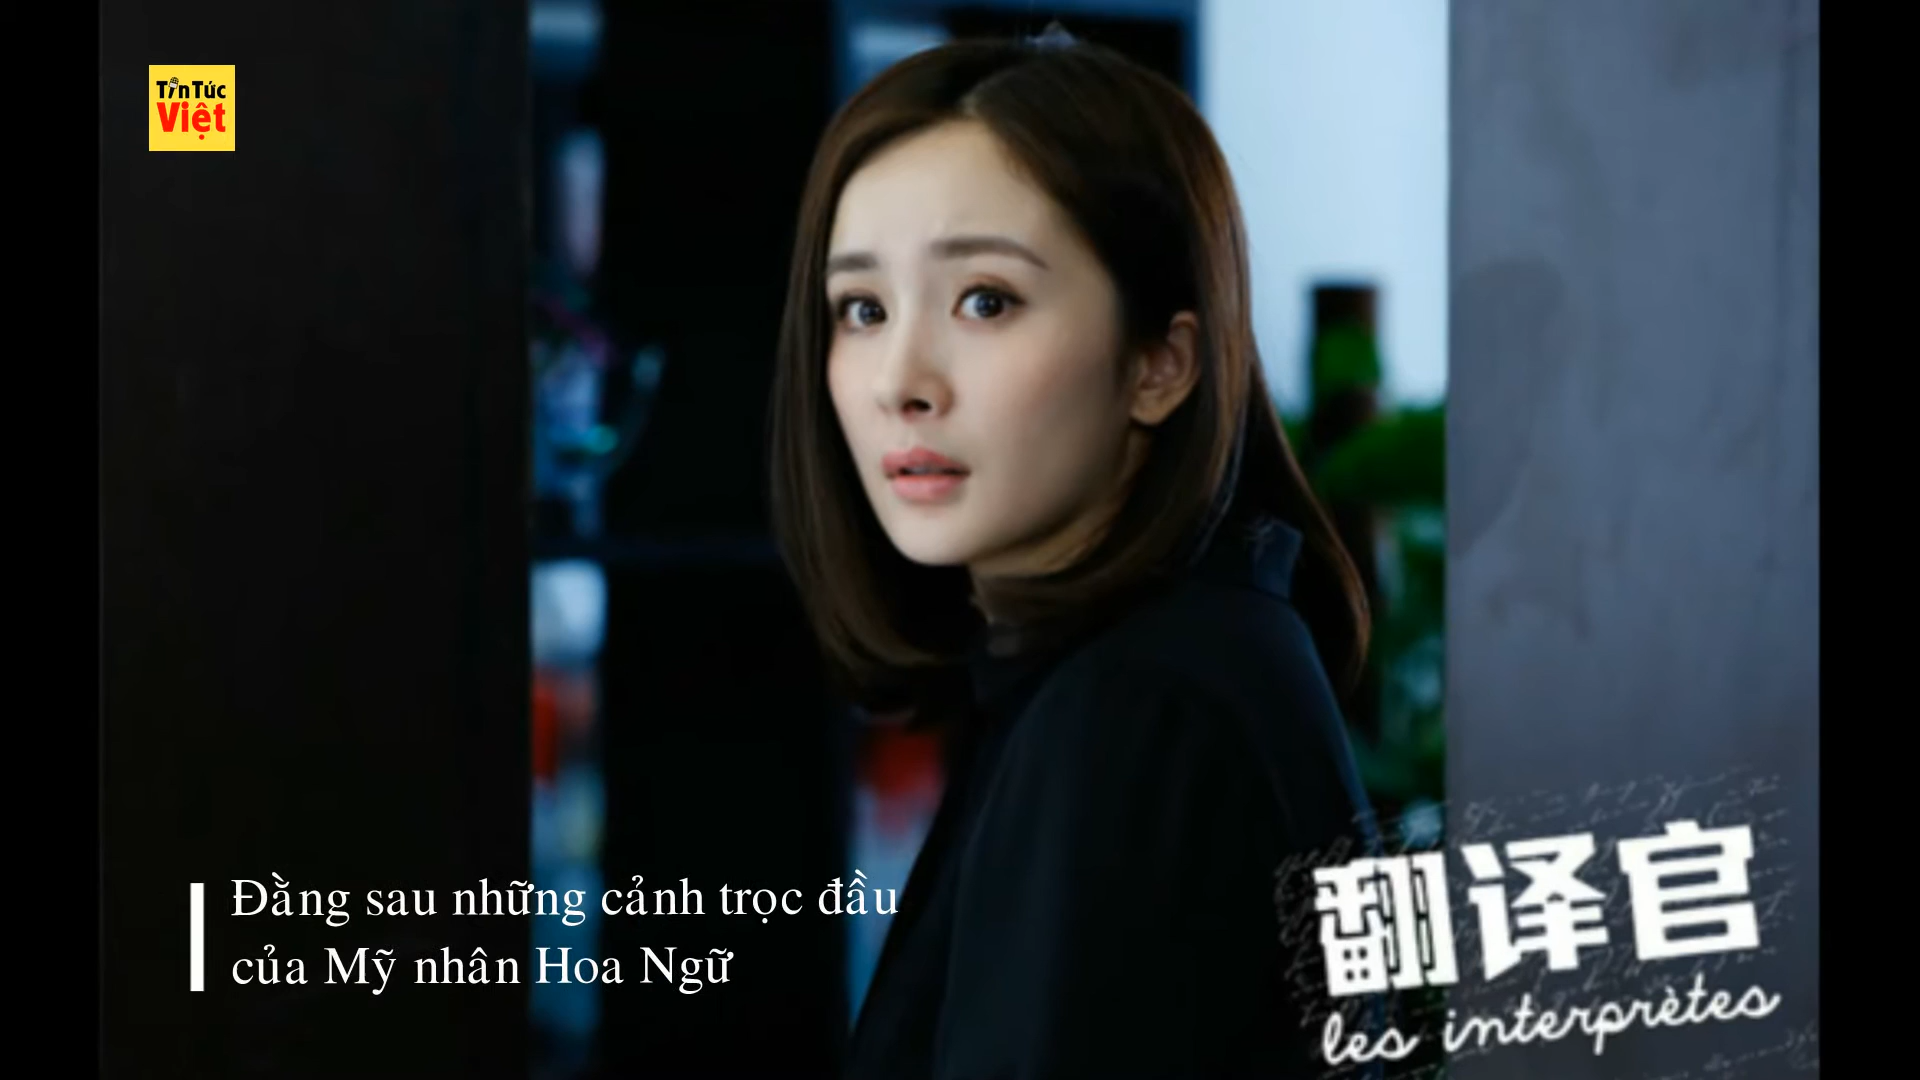 TinTức
Việt
Đằng sau những cảnh trọc đầu
của Mỹ nhân Hoa Ngữ
翻译官
les interprètes